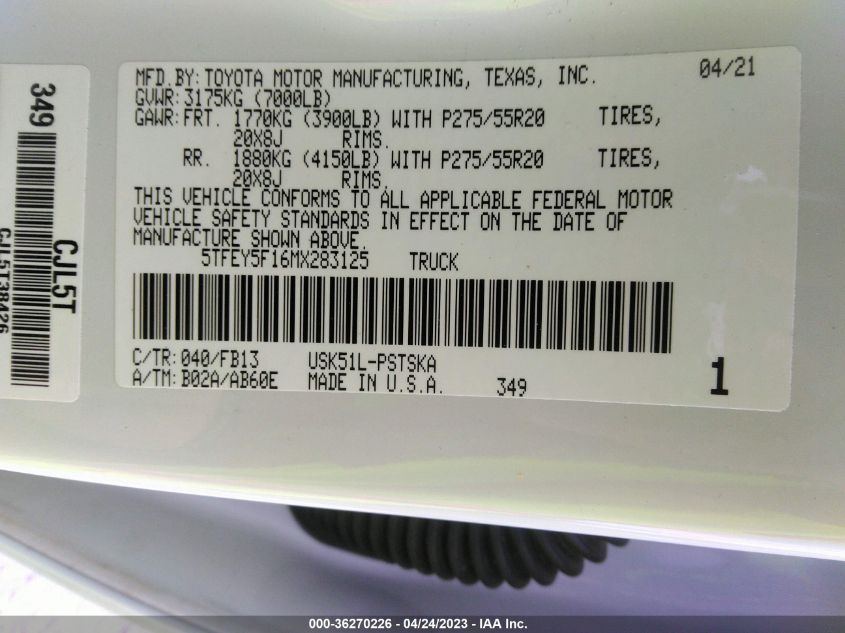 349
CJL5T
CJL5T38426
MFD.BY: TOYOTA MOTOR MANUFACTURING, TEXAS, INC. 04/21
GVWR: 3175KG (7000LB)
GAWR: FRT. 1770KG (3900LB) WITH P275/55R20 TIRES,
20X8J RIMS.
RR. 1880KG (4150LB) WITH P275/55R20 TIRES,
20X8J RIMS.
THIS VEHICLE CONFORMS TO ALL APPLICABLE FEDERAL MOTOR
VEHICLE SAFETY STANDARDS IN EFFECT ON THE DATE OF
MANUFACTURE SHOWN ABOVE.
5TFEY5F16MX283125 TRUCK
C/TR: 040/FB13 USK51L-PSTSKA
A/TM: B02A/AB60E MADE IN U.S.A. 349 1
000-36270226 - 04/24/2023 - IAA Inc.